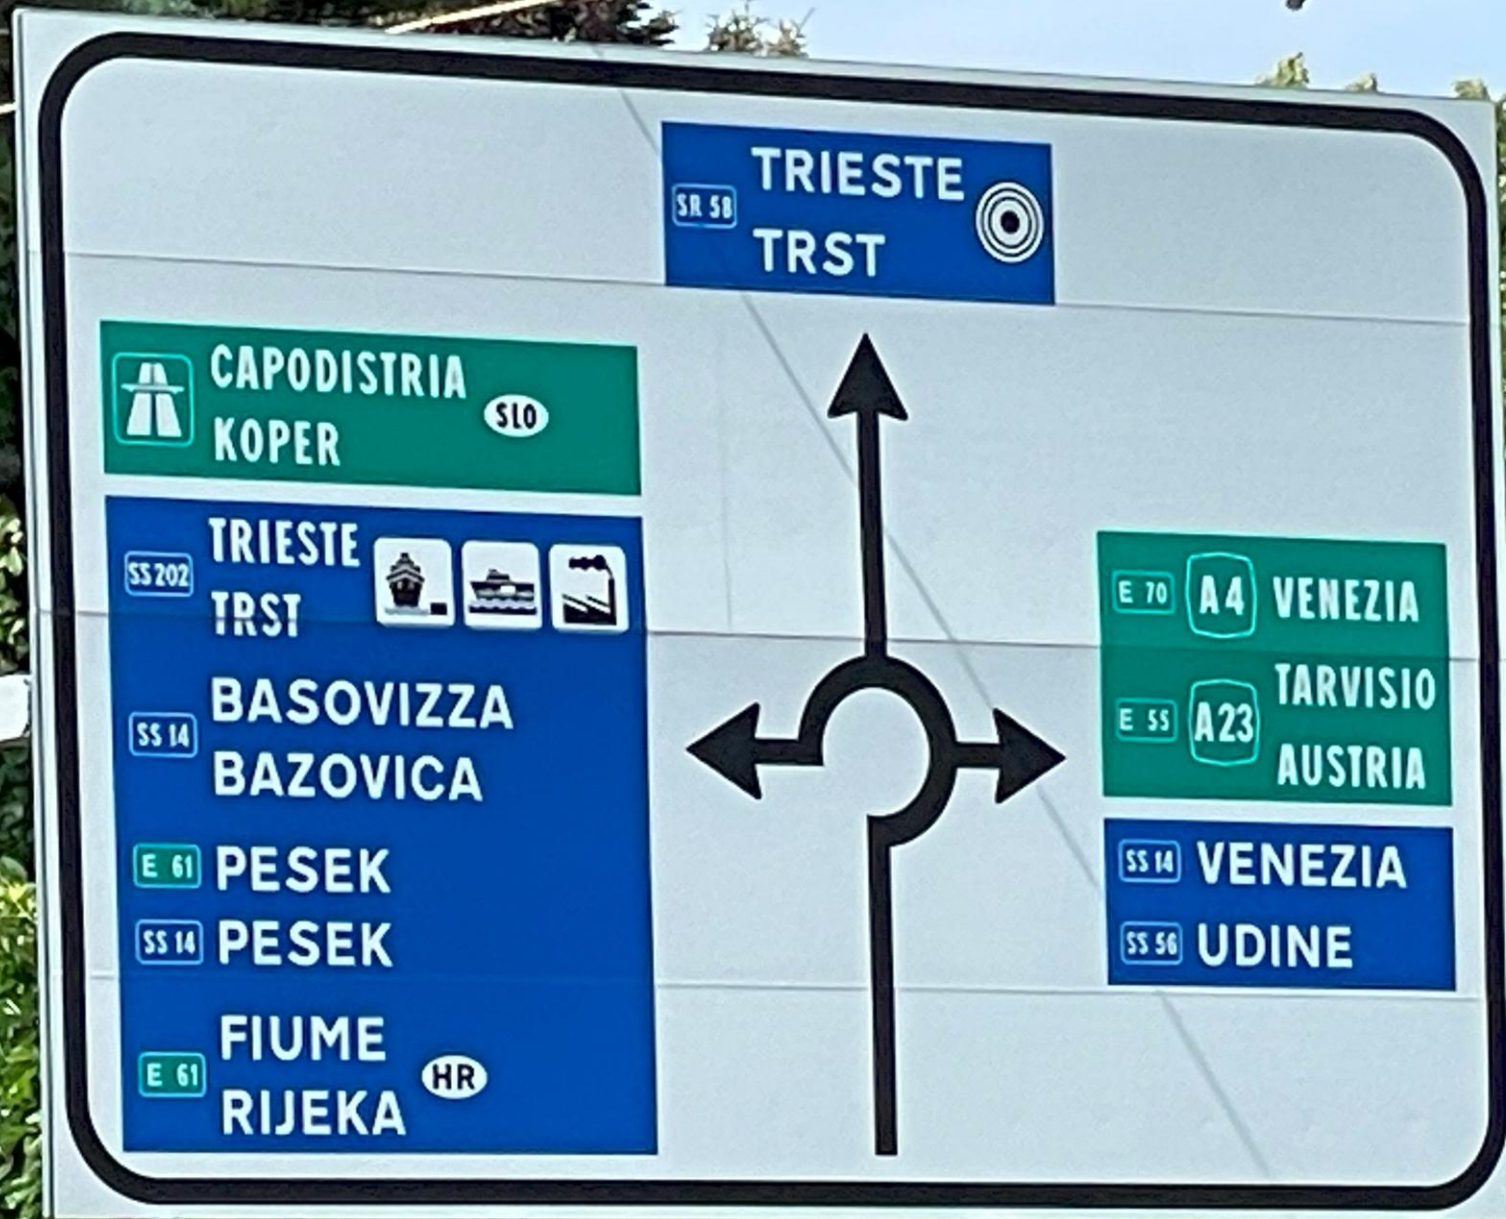 SR 58
TRIESTE
TRST
CAPODISTRIA
KOPER
SLO
SS 202
TRIESTE
TRST
SS 14
BASOVIZZA
BAZOVICA
E 61 PESEK
SS 14 PESEK
E 61
FIUME
RIJEKA
HR
E 70 A4 VENEZIA
E 55 A23
TARVISIO
AUSTRIA
SS 14 VENEZIA
SS 56 UDINE